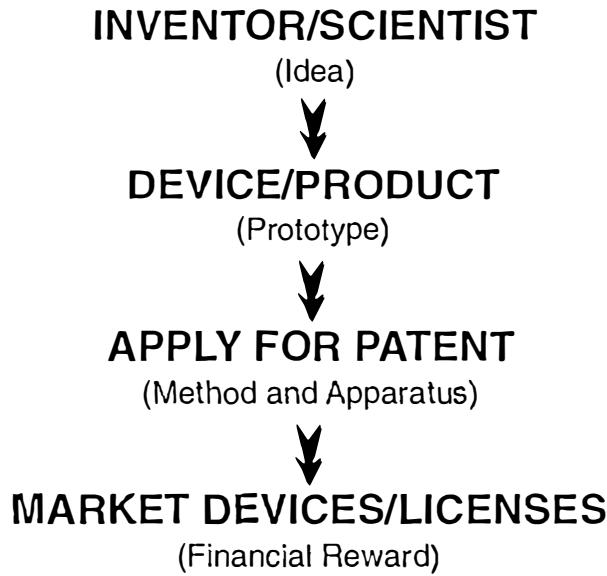 INVENTOR/SCIENTIST
(Idea)
DEVICE/PRODUCT
(Prototype)
APPLY FOR PATENT
(Method and Apparatus)
MARKET DEVICES/LICENSES
(Financial Reward)